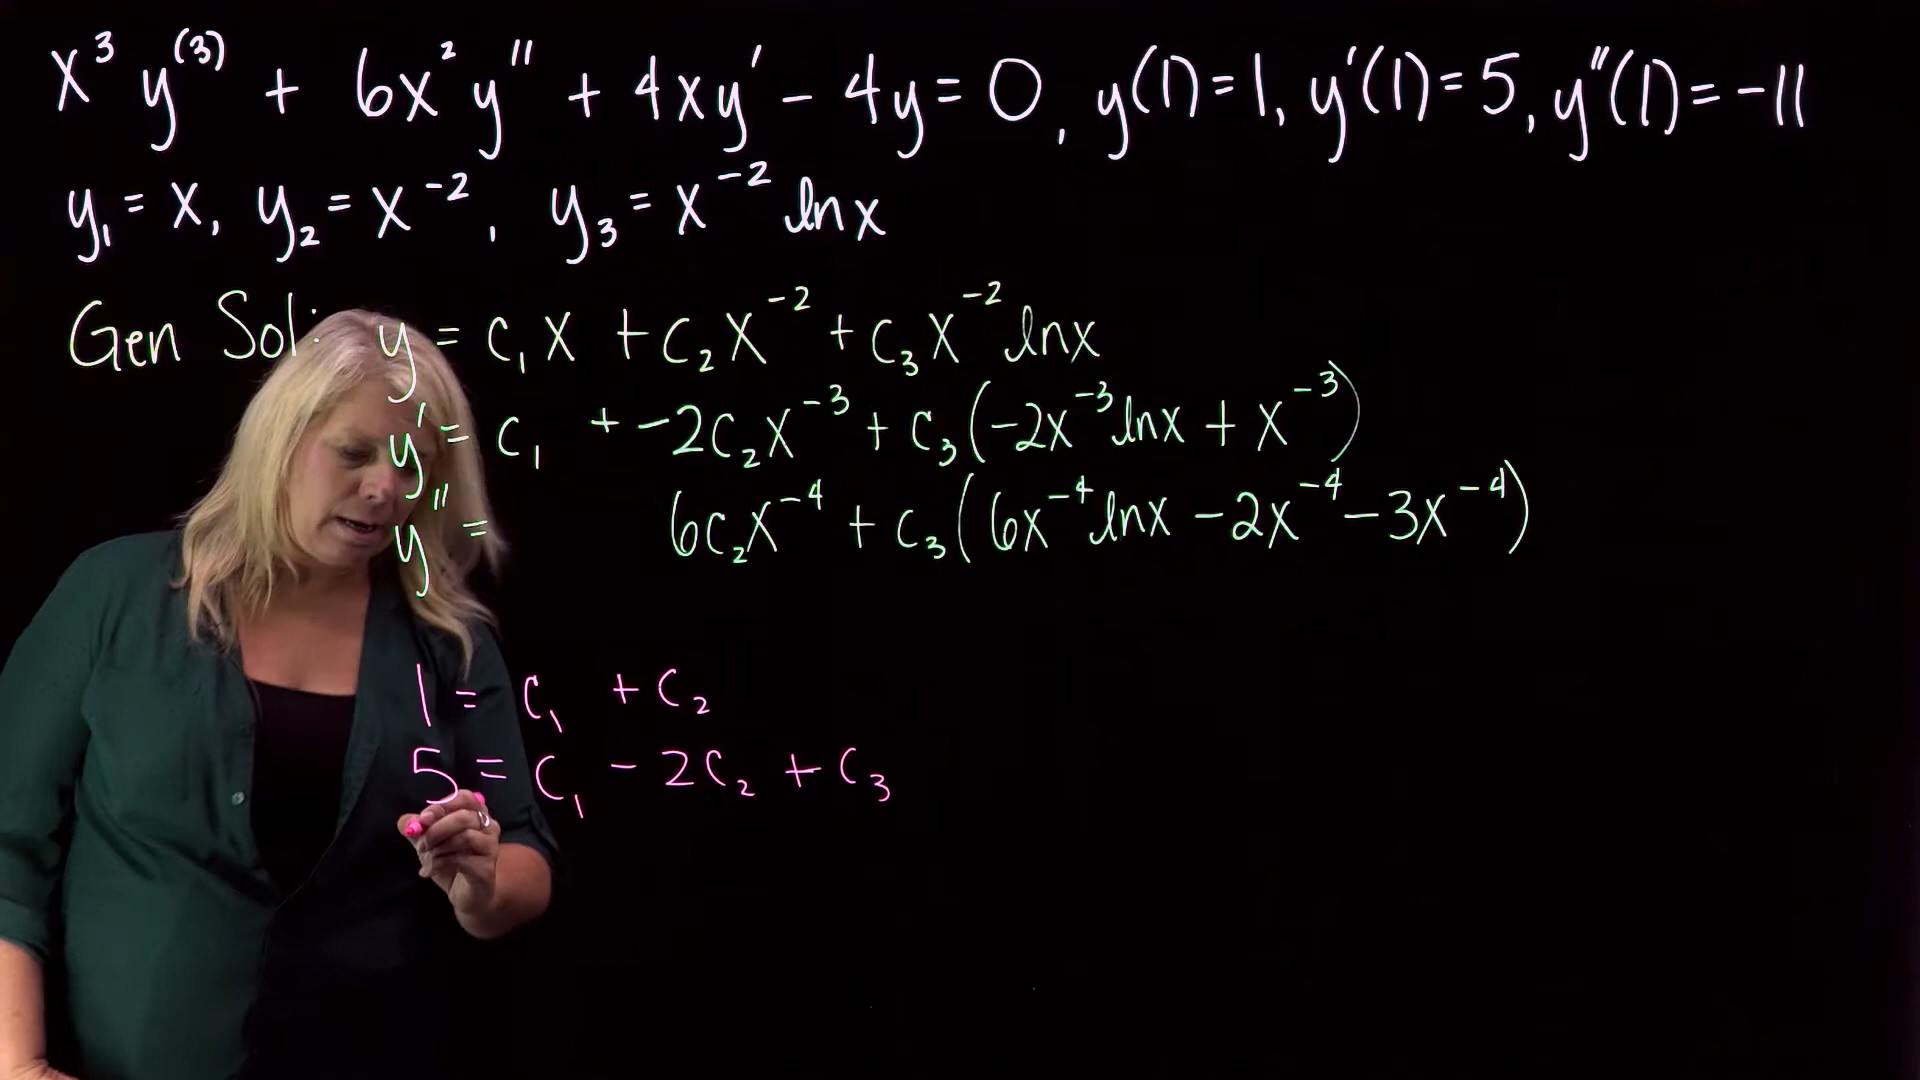 x³ y⁽³⁾ + 6x² y'' + 4xy' - 4y = 0, y(1) = 1, y'(1) = 5, y''(1) = -11
y₁ = x, y₂ = x⁻², y₃ = x⁻² ln x
Gen Sol: y = c₁x + c₂x⁻² + c₃x⁻² ln x
y' = c₁ + -2c₂x⁻³ + c₃(-2x⁻³ ln x + x⁻³)
y'' = 6c₂x⁻⁴ + c₃(6x⁻⁴ ln x - 2x⁻⁴ - 3x⁻⁴)
1 = c₁ + c₂
5 = c₁ - 2c₂ + c₃